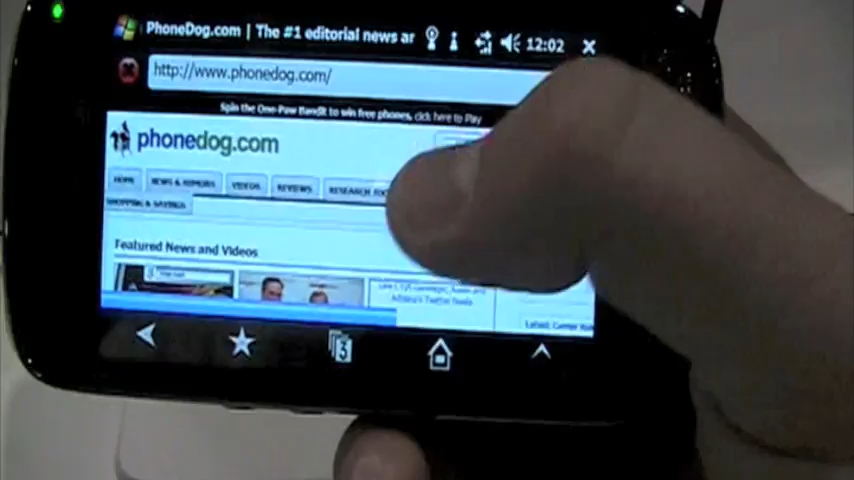 PhoneDog.com | The #1 editorial news ar
12:02
http://www.phonedog.com/
Spin the One-Paw Bandit to win free phones, click here to Play
phonedog.com
HOME
NEWS & RUMORS
VIDEOS
REVIEWS
RESEARCH
SHOPPING & SAVINGS
Featured News and Videos
3